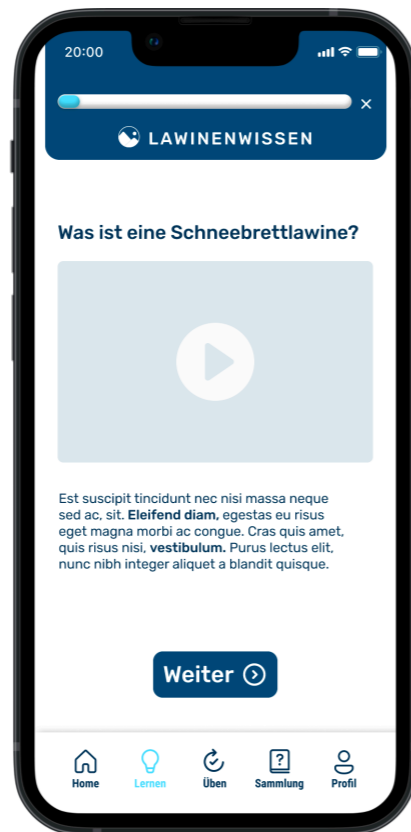 20:00
LAWINENWISSEN
Was ist eine Schneebrettlawine?
Est suscipit tincidunt nec nisi massa neque
sed ac, sit. Eleifend diam, egestas eu risus
eget magna morbi ac congue. Cras quis amet,
quis risus nisi, vestibulum. Purus lectus elit,
nunc nibh integer aliquet a blandit quisque.
Weiter
Home Lernen Üben Sammlung Profil